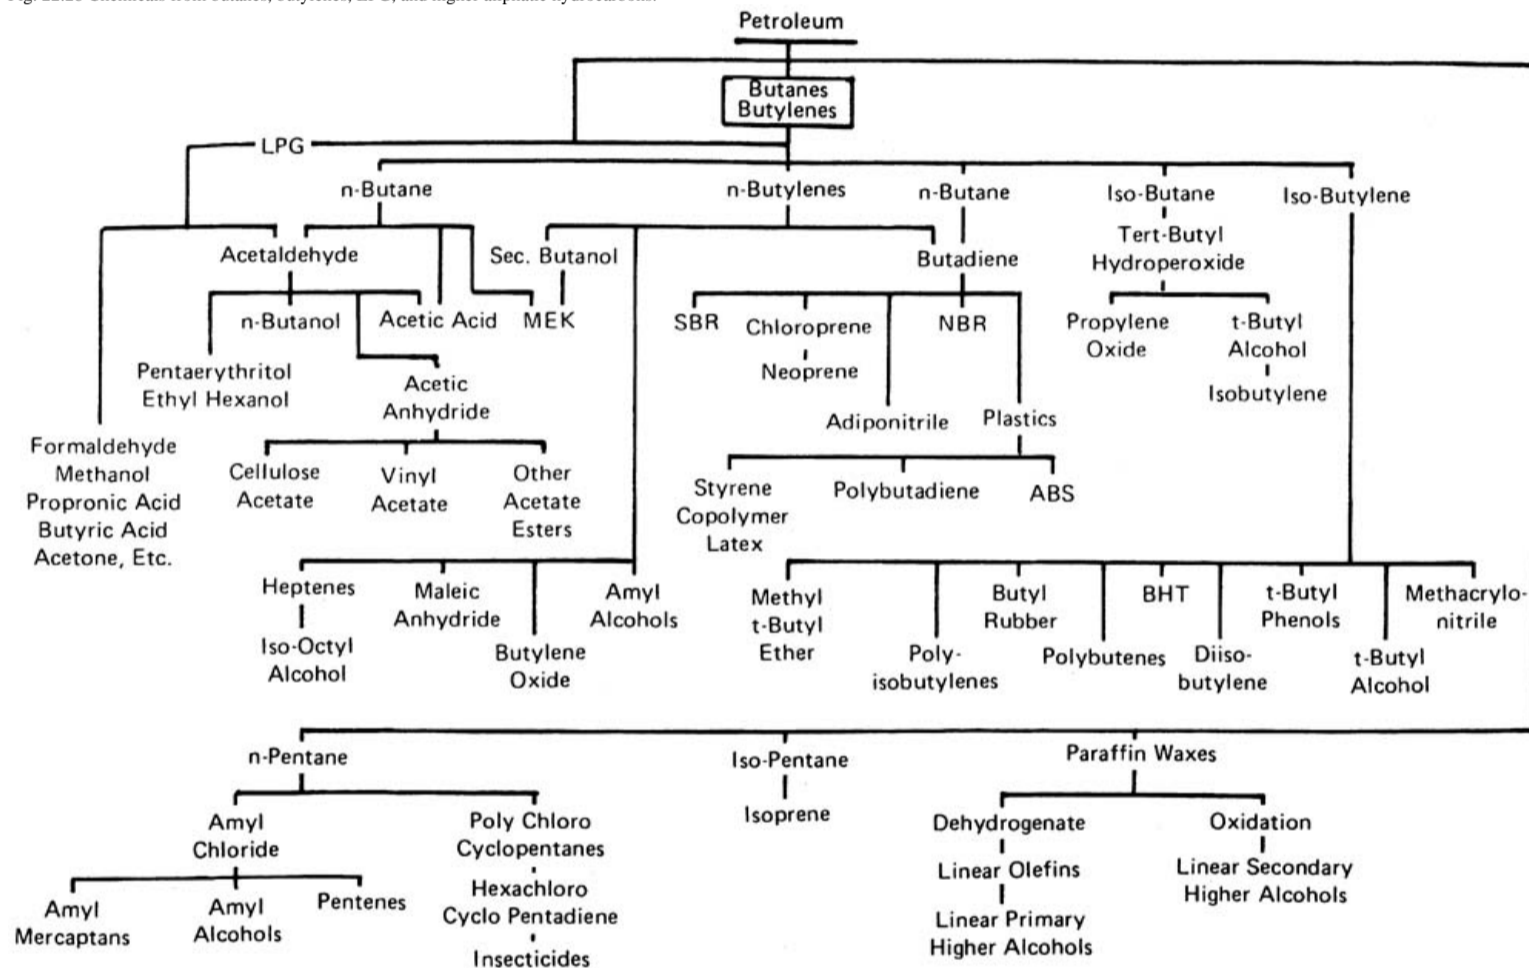 Petroleum
Butanes
Butylenes
LPG
n-Butane
n-Butylenes
n-Butane
Iso-Butane
Iso-Butylene
Acetaldehyde
Sec. Butanol
Butadiene
Tert-Butyl
Hydroperoxide
n-Butanol
Acetic Acid
MEK
SBR
Chloroprene
Neoprene
NBR
Propylene
Oxide
t-Butyl
Alcohol
Isobutylene
Pentaerythritol
Ethyl Hexanol
Acetic
Anhydride
Adiponitrile
Plastics
Formaldehyde
Methanol
Propronic Acid
Butyric Acid
Acetone, Etc.
Cellulose
Acetate
Vinyl
Acetate
Other
Acetate
Esters
Styrene
Copolymer
Latex
Polybutadiene
ABS
Heptenes
Iso-Octyl
Alcohol
Maleic
Anhydride
Butylene
Oxide
Amyl
Alcohols
Methyl
t-Butyl
Ether
Poly-
isobutylenes
Butyl
Rubber
Polybutenes
BHT
Diiso-
butylene
t-Butyl
Phenols
t-Butyl
Alcohol
Methacrylo-
nitrile
n-Pentane
Iso-Pentane
Paraffin Waxes
Amyl
Chloride
Poly Chloro
Cyclopentanes
Isoprene
Dehydrogenate
Oxidation
Hexachloro
Cyclo Pentadiene
Linear Olefins
Linear Secondary
Higher Alcohols
Amyl
Mercaptans
Amyl
Alcohols
Pentenes
Insecticides
Linear Primary
Higher Alcohols